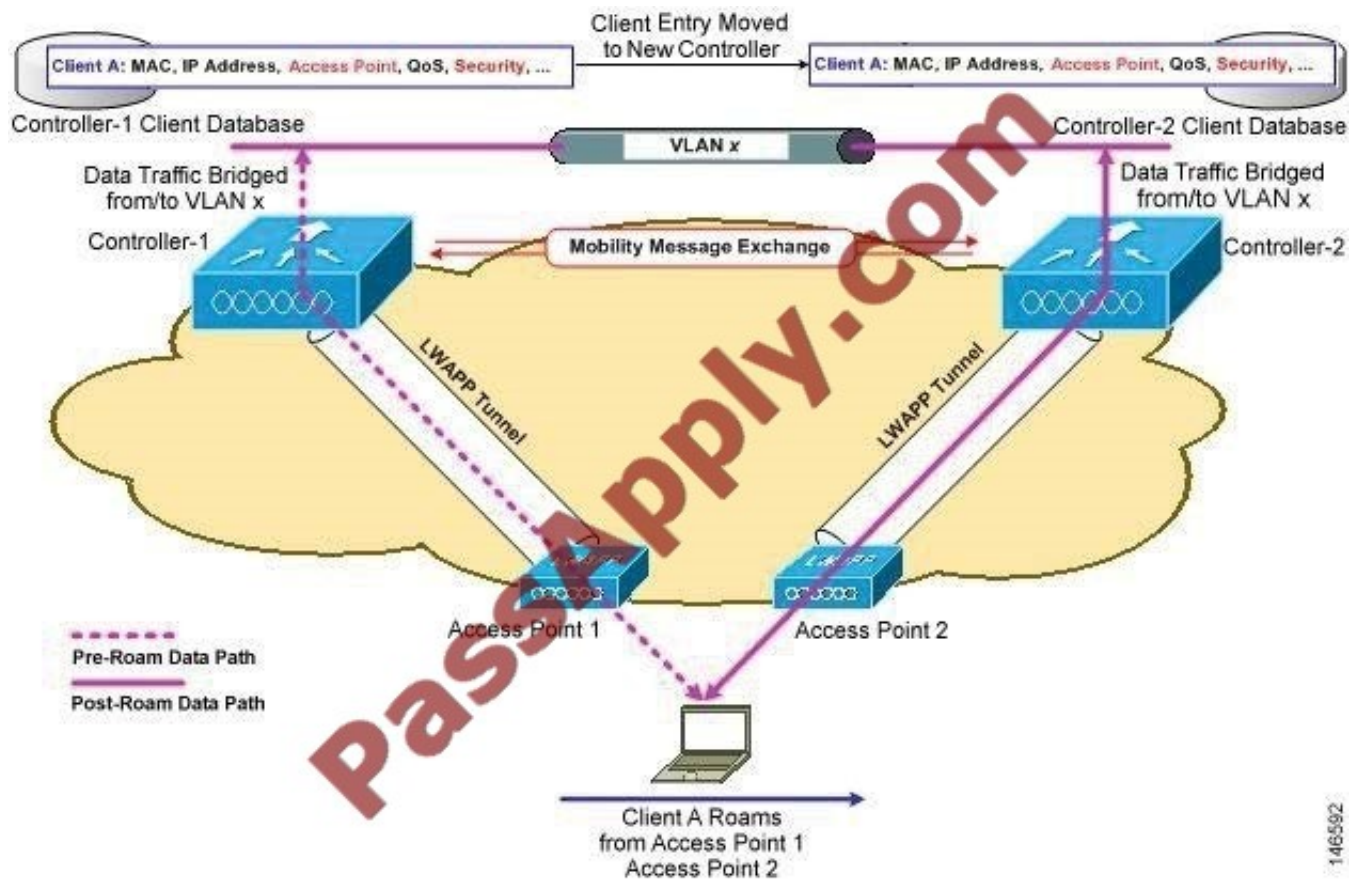 Client Entry Moved
to New Controller
Client A: MAC, IP Address, Access Point, QoS, Security, ...
Client A: MAC, IP Address, Access Point, QoS, Security, ...
Controller-1 Client Database
Controller-2 Client Database
VLAN x
Data Traffic Bridged
from/to VLAN x
Data Traffic Bridged
from/to VLAN x
Controller-1
Mobility Message Exchange
Controller-2
LWAPP Tunnel
LWAPP Tunnel
LWAPP
LWAPP
Access Point 1
Access Point 2
Pre-Roam Data Path
Post-Roam Data Path
Client A Roams
from Access Point 1
Access Point 2
146592
PassApply.com